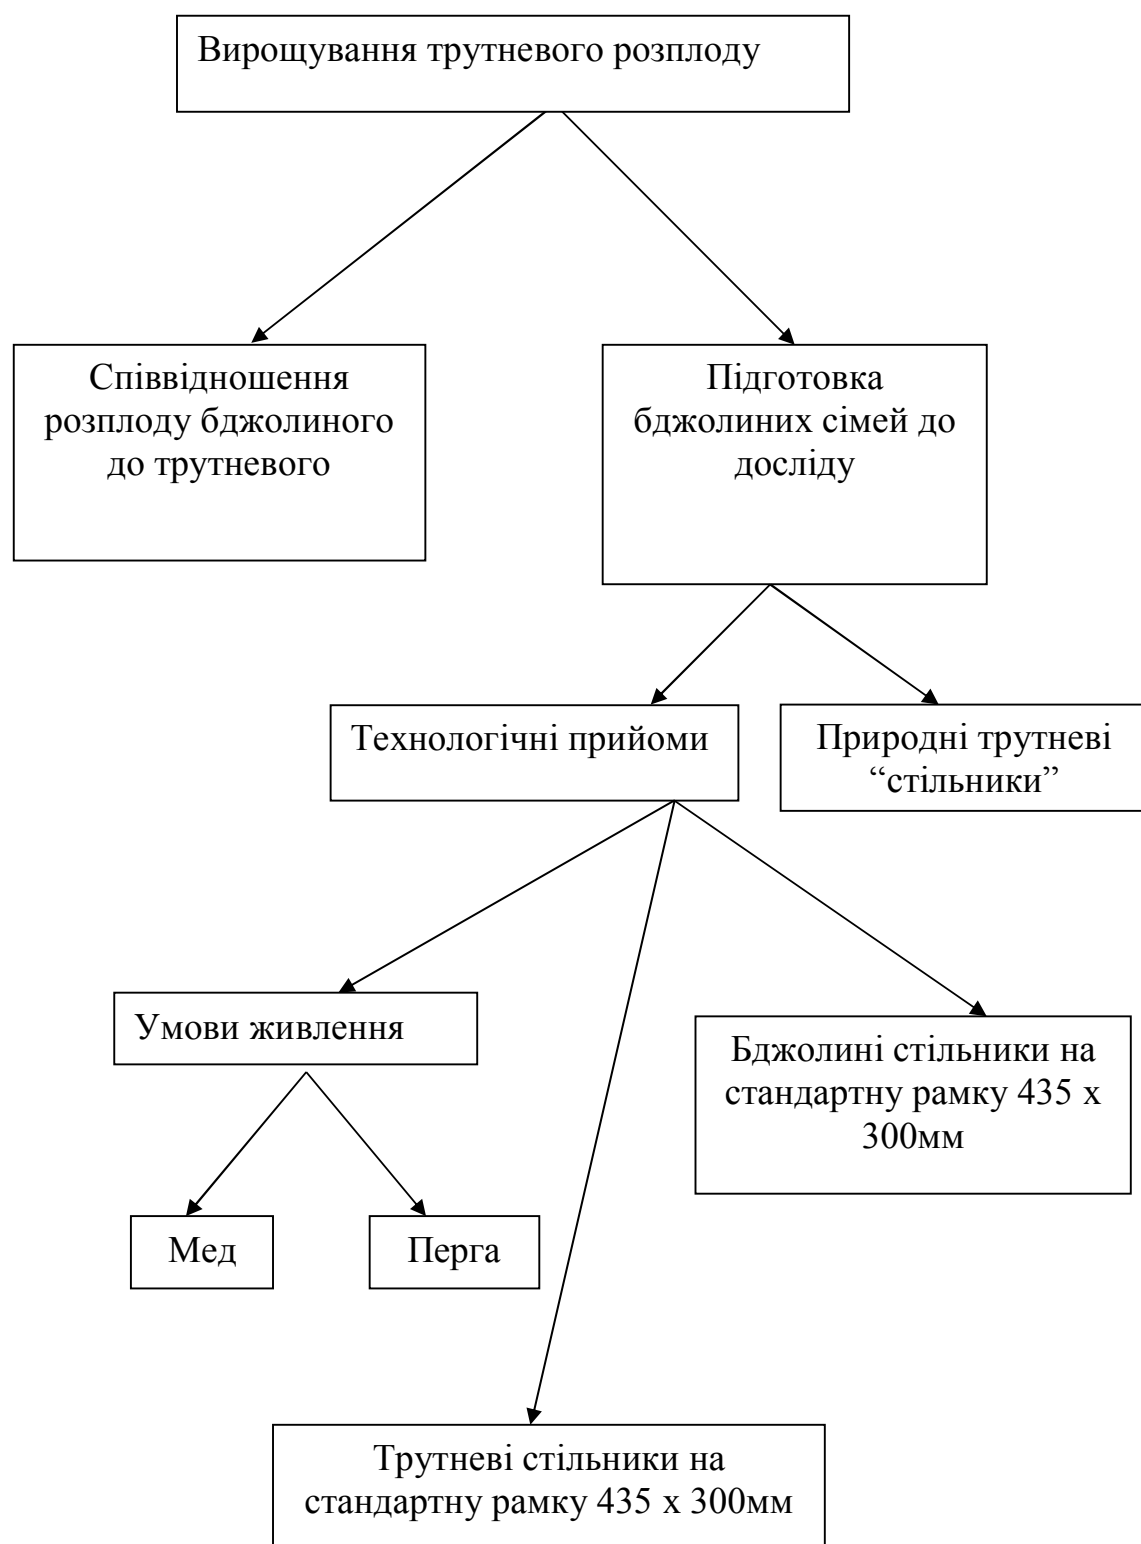 Вирощування трутневого розплоду
Співвідношення
розплоду бджолиного
до трутневого
Підготовка
бджолиних сімей до
досліду
Технологічні прийоми
Природні трутневі
“стільники”
Умови живлення
Бджолині стільники на
стандартну рамку 435 х
300мм
Мед
Перга
Трутневі стільники на
стандартну рамку 435 х 300мм